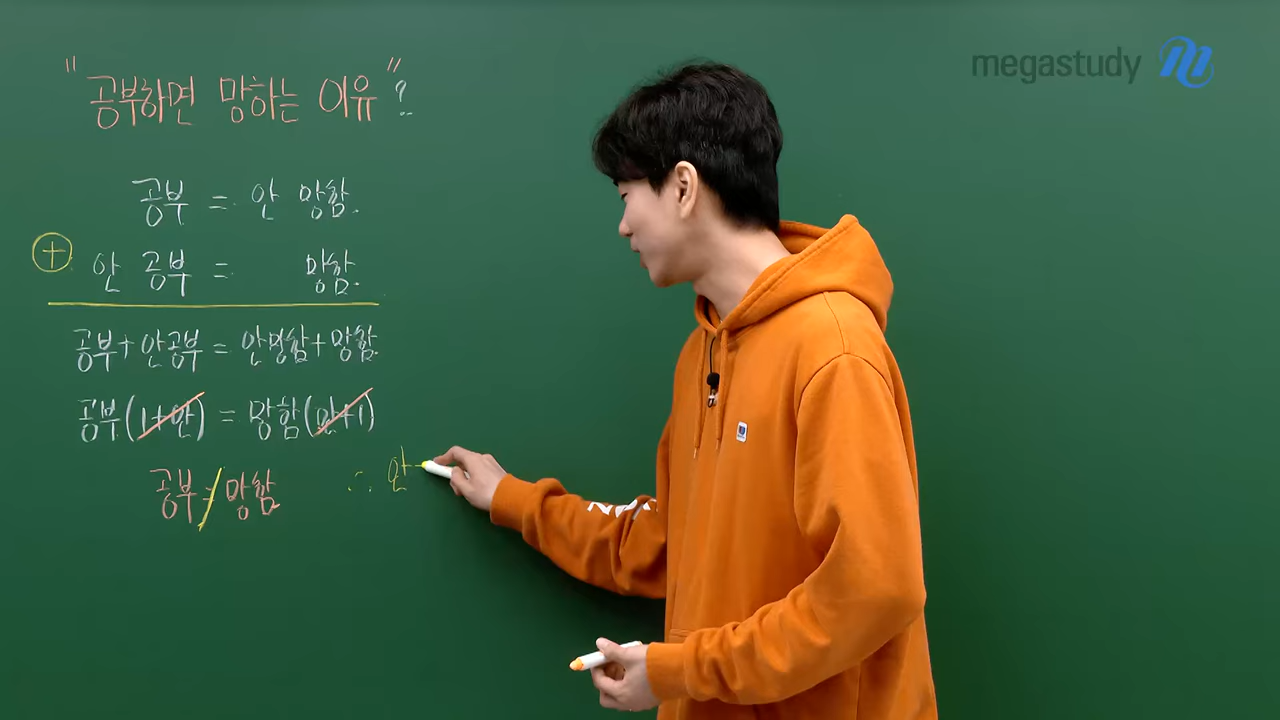 "공부하면 망하는 이유"?
megastudy
공부 = 안 망함.
+ 안 공부 = 망함.
공부+안공부 = 안망함+망함.
공부(1+안) = 망함(안+1)
공부≠망함
∴ 안